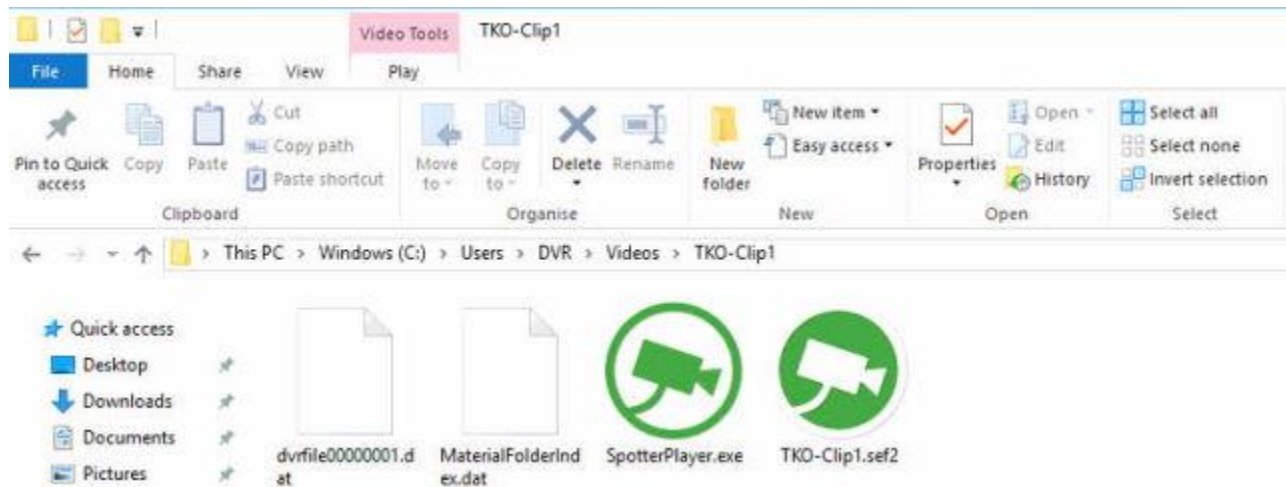 Video Tools TKO-Clip1
File Home Share View Play
Pin to Quick access
Copy
Paste
Cut
Copy path
Paste shortcut
Clipboard
Move to
Copy to
Delete
Rename
Organise
New folder
New item
Easy access
New
Properties
Open
Edit
History
Open
Select all
Select none
Invert selection
Select
This PC > Windows (C:) > Users > DVR > Videos > TKO-Clip1
Quick access
Desktop
Downloads
Documents
Pictures
dvrfile00000001.d
at
MaterialFolderInd
ex.dat
SpotterPlayer.exe
TKO-Clip1.sef2